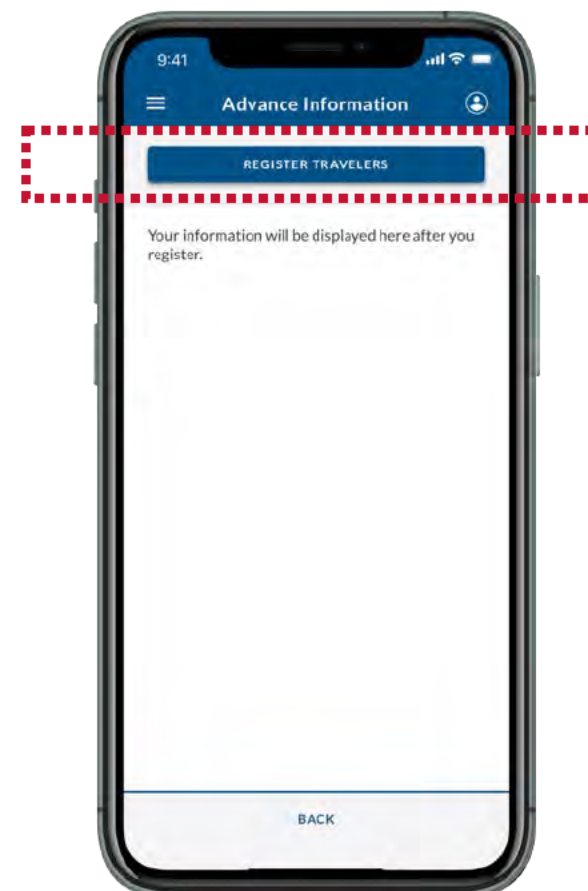 9:41
Advance Information
REGISTER TRAVELERS
Your information will be displayed here after you
register.
BACK